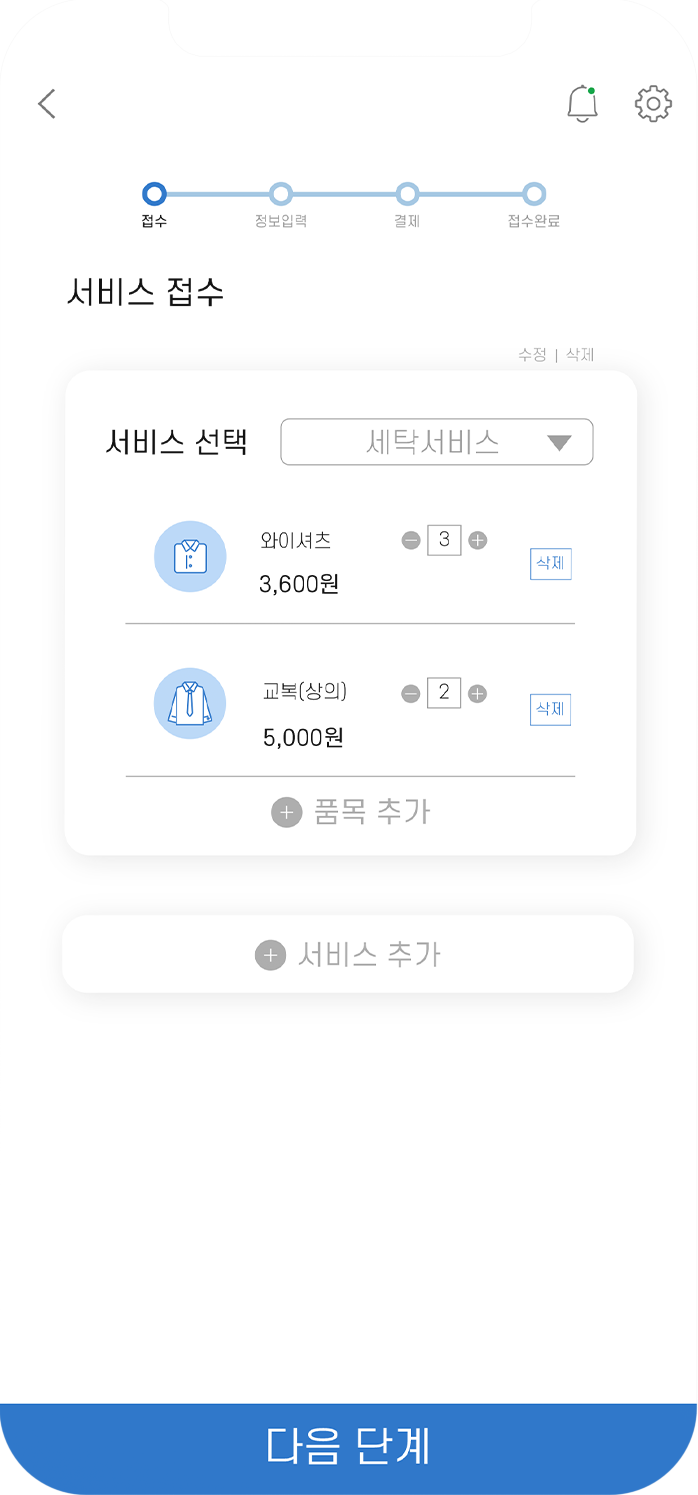 접수 정보입력 결제 접수완료
서비스 접수
수정 | 삭제
서비스 선택 세탁서비스
와이셔츠 3
3,600원 삭제
교복(상의) 2
5,000원 삭제
품목 추가
서비스 추가
다음 단계